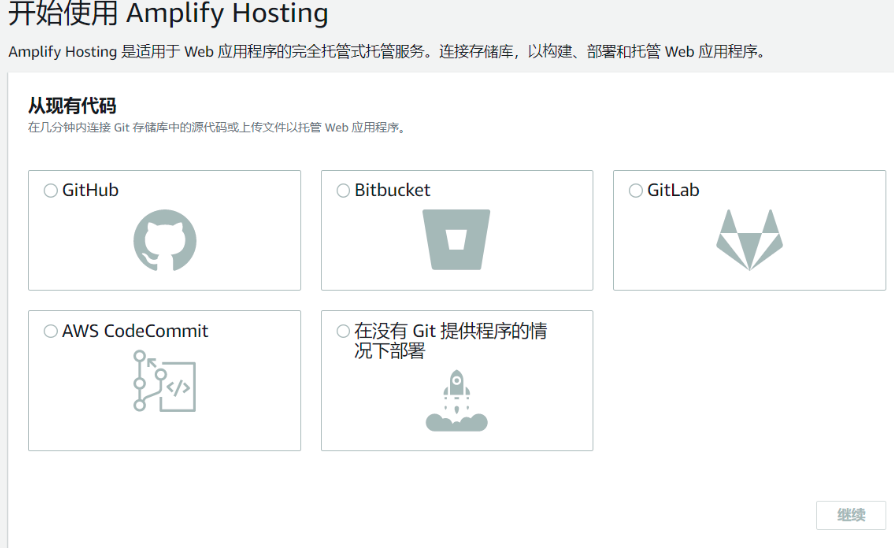 开始使用 Amplify Hosting
Amplify Hosting 是适用于 Web 应用程序的完全托管式托管服务。连接存储库，以构建、部署和托管 Web 应用程序。
从现有代码
在几分钟内连接 Git 存储库中的源代码或上传文件以托管 Web 应用程序。
GitHub
Bitbucket
GitLab
AWS CodeCommit
在没有 Git 提供程序的情
况下部署
继续